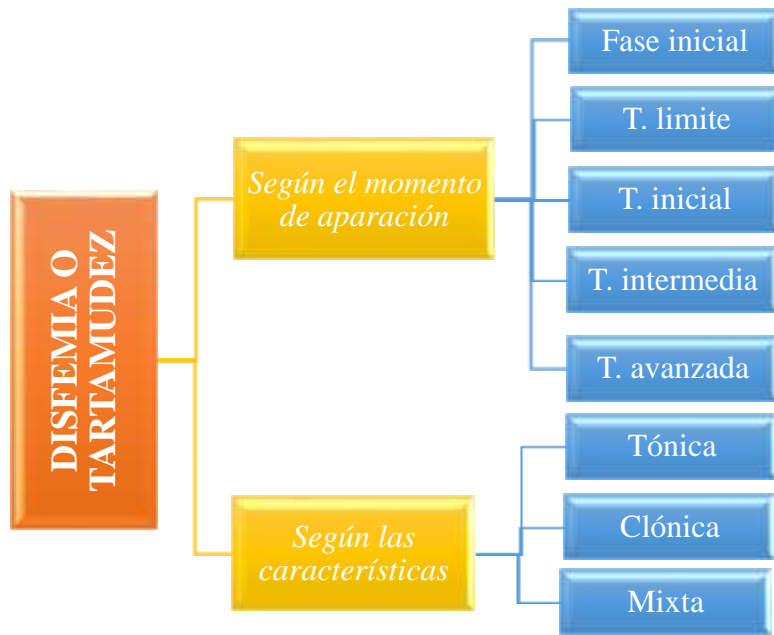 DISFEMIA O
TARTAMUDEZ
Según el momento
de aparación
Fase inicial
T. limite
T. inicial
T. intermedia
T. avanzada
Según las
características
Tónica
Clónica
Mixta